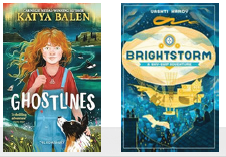 KATYA BALEN
GHOSTLINES
VASHTI HARDY
BRIGHTSTORM
A SKY-SHIP ADVENTURE